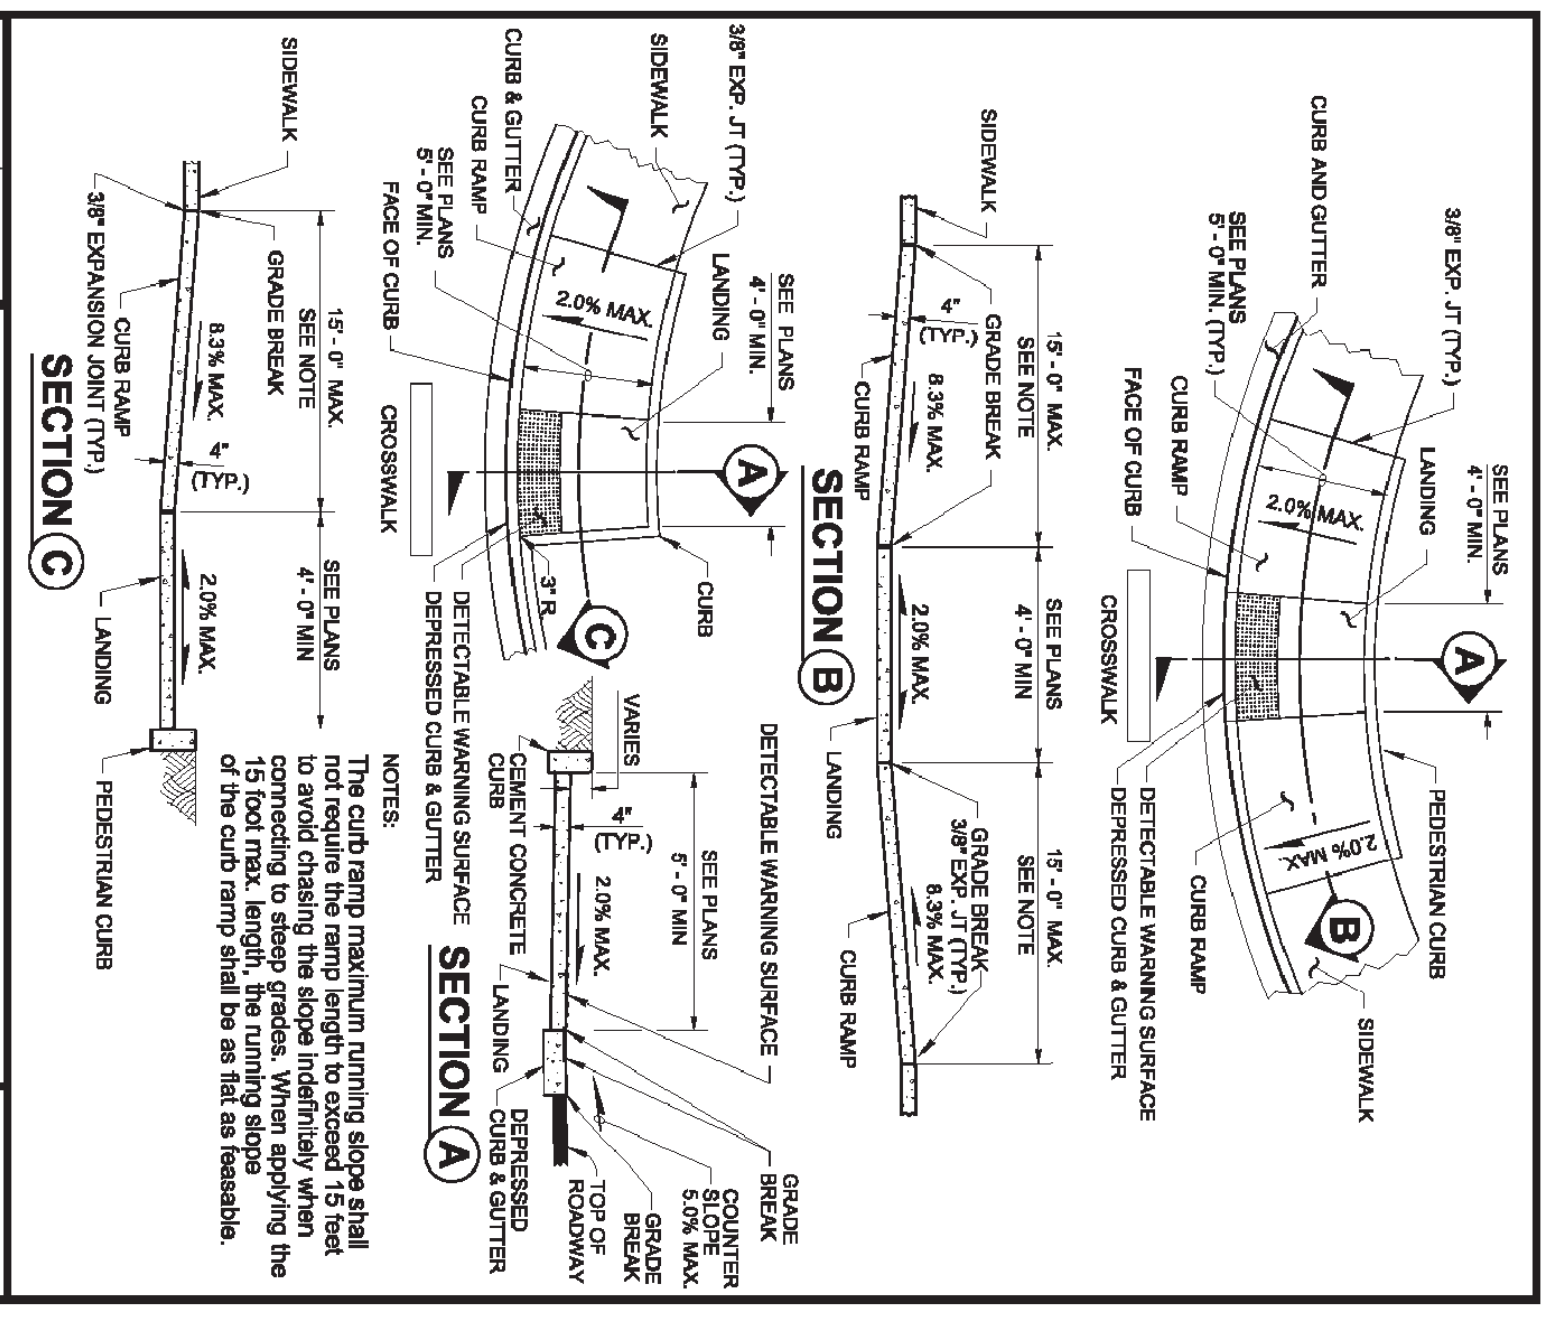 3/8" EXP. JT (TYP.)
CURB AND GUTTER
SEE PLANS
5' - 0" MIN. (TYP.)
CURB RAMP
FACE OF CURB
2.0% MAX.
LANDING
SEE PLANS
4' - 0" MIN.
A
CROSSWALK
PEDESTRIAN CURB
DETECTABLE WARNING SURFACE
DEPRESSED CURB & GUTTER
2.0% MAX.
CURB RAMP
B
SIDEWALK
SIDEWALK
15' - 0" MAX.
SEE NOTE
GRADE BREAK
4"
(TYP.)
8.3% MAX.
CURB RAMP
SEE PLANS
4' - 0" MIN
2.0% MAX.
LANDING
15' - 0" MAX.
SEE NOTE
GRADE BREAK
3/8" EXP. JT (TYP.)
8.3% MAX.
CURB RAMP
SECTION B
3/8" EXP. JT (TYP.)
SIDEWALK
CURB & GUTTER
CURB RAMP
SEE PLANS
5' - 0" MIN.
FACE OF CURB
2.0% MAX.
LANDING
SEE PLANS
4' - 0" MIN.
A
CROSSWALK
CURB
3" R.
C
DETECTABLE WARNING SURFACE
DEPRESSED CURB & GUTTER
DETECTABLE WARNING SURFACE
VARIES
SEE PLANS
5' - 0" MIN
4"
(TYP.)
2.0% MAX.
CEMENT CONCRETE
CURB
LANDING
DEPRESSED
CURB & GUTTER
GRADE
BREAK
COUNTER
SLOPE
5.0% MAX.
GRADE
BREAK
TOP OF
ROADWAY
SECTION A
SIDEWALK
15' - 0" MAX.
SEE NOTE
GRADE BREAK
8.3% MAX.
4"
(TYP.)
CURB RAMP
3/8" EXPANSION JOINT (TYP.)
SEE PLANS
4' - 0" MIN
2.0% MAX.
LANDING
PEDESTRIAN CURB
SECTION C
NOTES:
The curb ramp maximum running slope shall
not require the ramp length to exceed 15 feet
to avoid chasing the slope indefinitely when
connecting to steep grades. When applying the
15 foot max. length, the running slope
of the curb ramp shall be as flat as feasable.